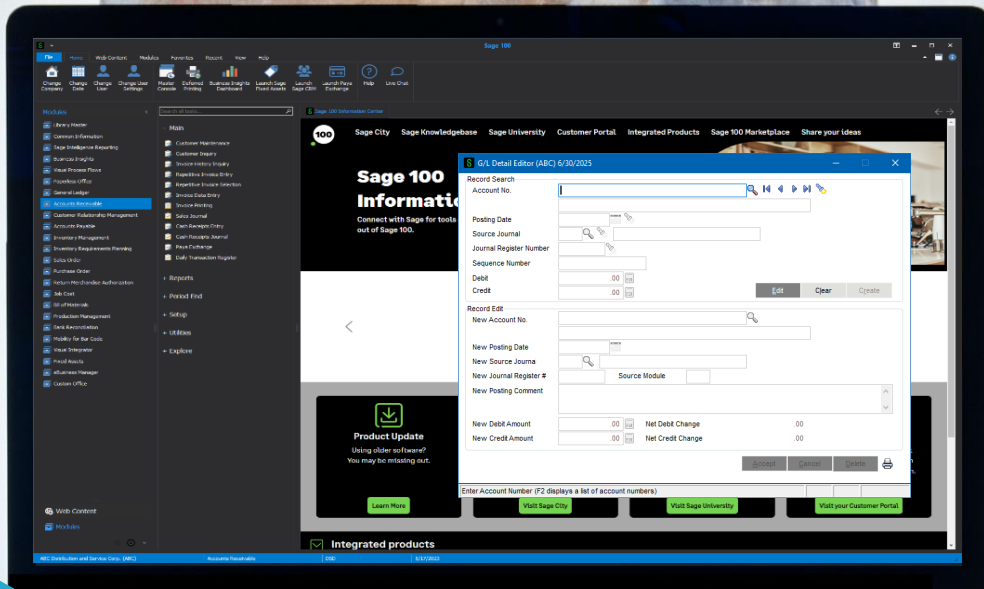 Sage 100
File Home Web Content Modules Favorites Recent View Help
Change Company
Change Date
Change User
Change User Settings
Master Console
Deferred Printing
Business Insights Dashboard
Launch Sage Fixed Assets
Launch Sage CRM
Launch Paya Exchange
Help
Live Chat
Modules
Library Master
Common Information
Sage Intelligence Reporting
Business Insights
Visual Process Flows
Paperless Office
General Ledger
Accounts Receivable
Customer Relationship Management
Accounts Payable
Inventory Management
Inventory Requirements Planning
Sales Order
Purchase Order
Return Merchandise Authorization
Job Cost
Bill of Materials
Production Management
Bank Reconciliation
Mobility for Bar Code
Visual Integrator
Fixed Assets
eBusiness Manager
Custom Office
Web Content
Modules
Search all tasks...
Main
Customer Maintenance
Customer Inquiry
Invoice History Inquiry
Repetitive Invoice Entry
Repetitive Invoice Selection
Invoice Data Entry
Invoice Printing
Sales Journal
Cash Receipts Entry
Cash Receipts Journal
Paya Exchange
Daily Transaction Register
Reports
Period End
Setup
Utilities
Explore
Sage 100 Information Center
100 Sage City Sage Knowledgebase Sage University Customer Portal Integrated Products Sage 100 Marketplace Share your ideas
Sage 100
Informati
Connect with Sage for tools
out of Sage 100.
Product Update
Using older software?
You may be missing out.
Learn More
Visit Sage City
Visit Sage University
Visit your Customer Portal
Integrated products
G/L Detail Editor (ABC) 6/30/2025
Record Search
Account No.
Posting Date
Source Journal
Journal Register Number
Sequence Number
Debit .00
Credit .00
Edit Clear Create
Record Edit
New Account No.
New Posting Date
New Source Journa
New Journal Register # Source Module
New Posting Comment
New Debit Amount .00 Net Debit Change .00
New Credit Amount .00 Net Credit Change .00
Accept Cancel Delete
Enter Account Number (F2 displays a list of account numbers)
ABC Distribution and Service Corp. (ABC) Accounts Receivable DSD 5/17/2023